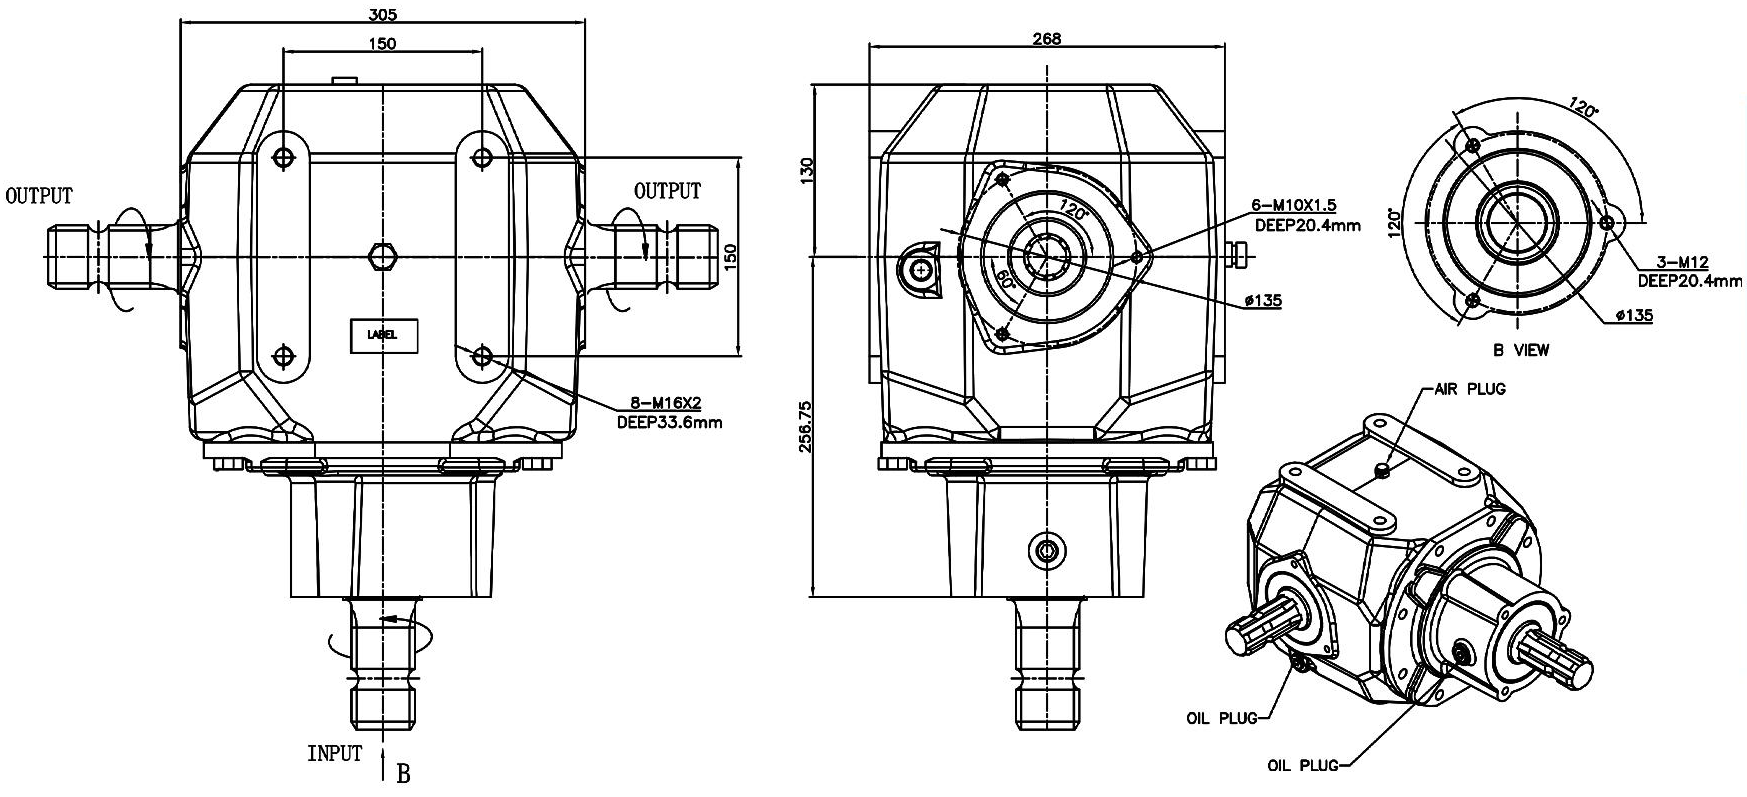 305
150
OUTPUT
OUTPUT
150
LABEL
8-M16X2
DEEP33.6mm
INPUT
B
268
130
256.75
120°
60°
6-M10X1.5
DEEP20.4mm
ø135
120°
120°
3-M12
DEEP20.4mm
ø135
B VIEW
AIR PLUG
OIL PLUG
OIL PLUG